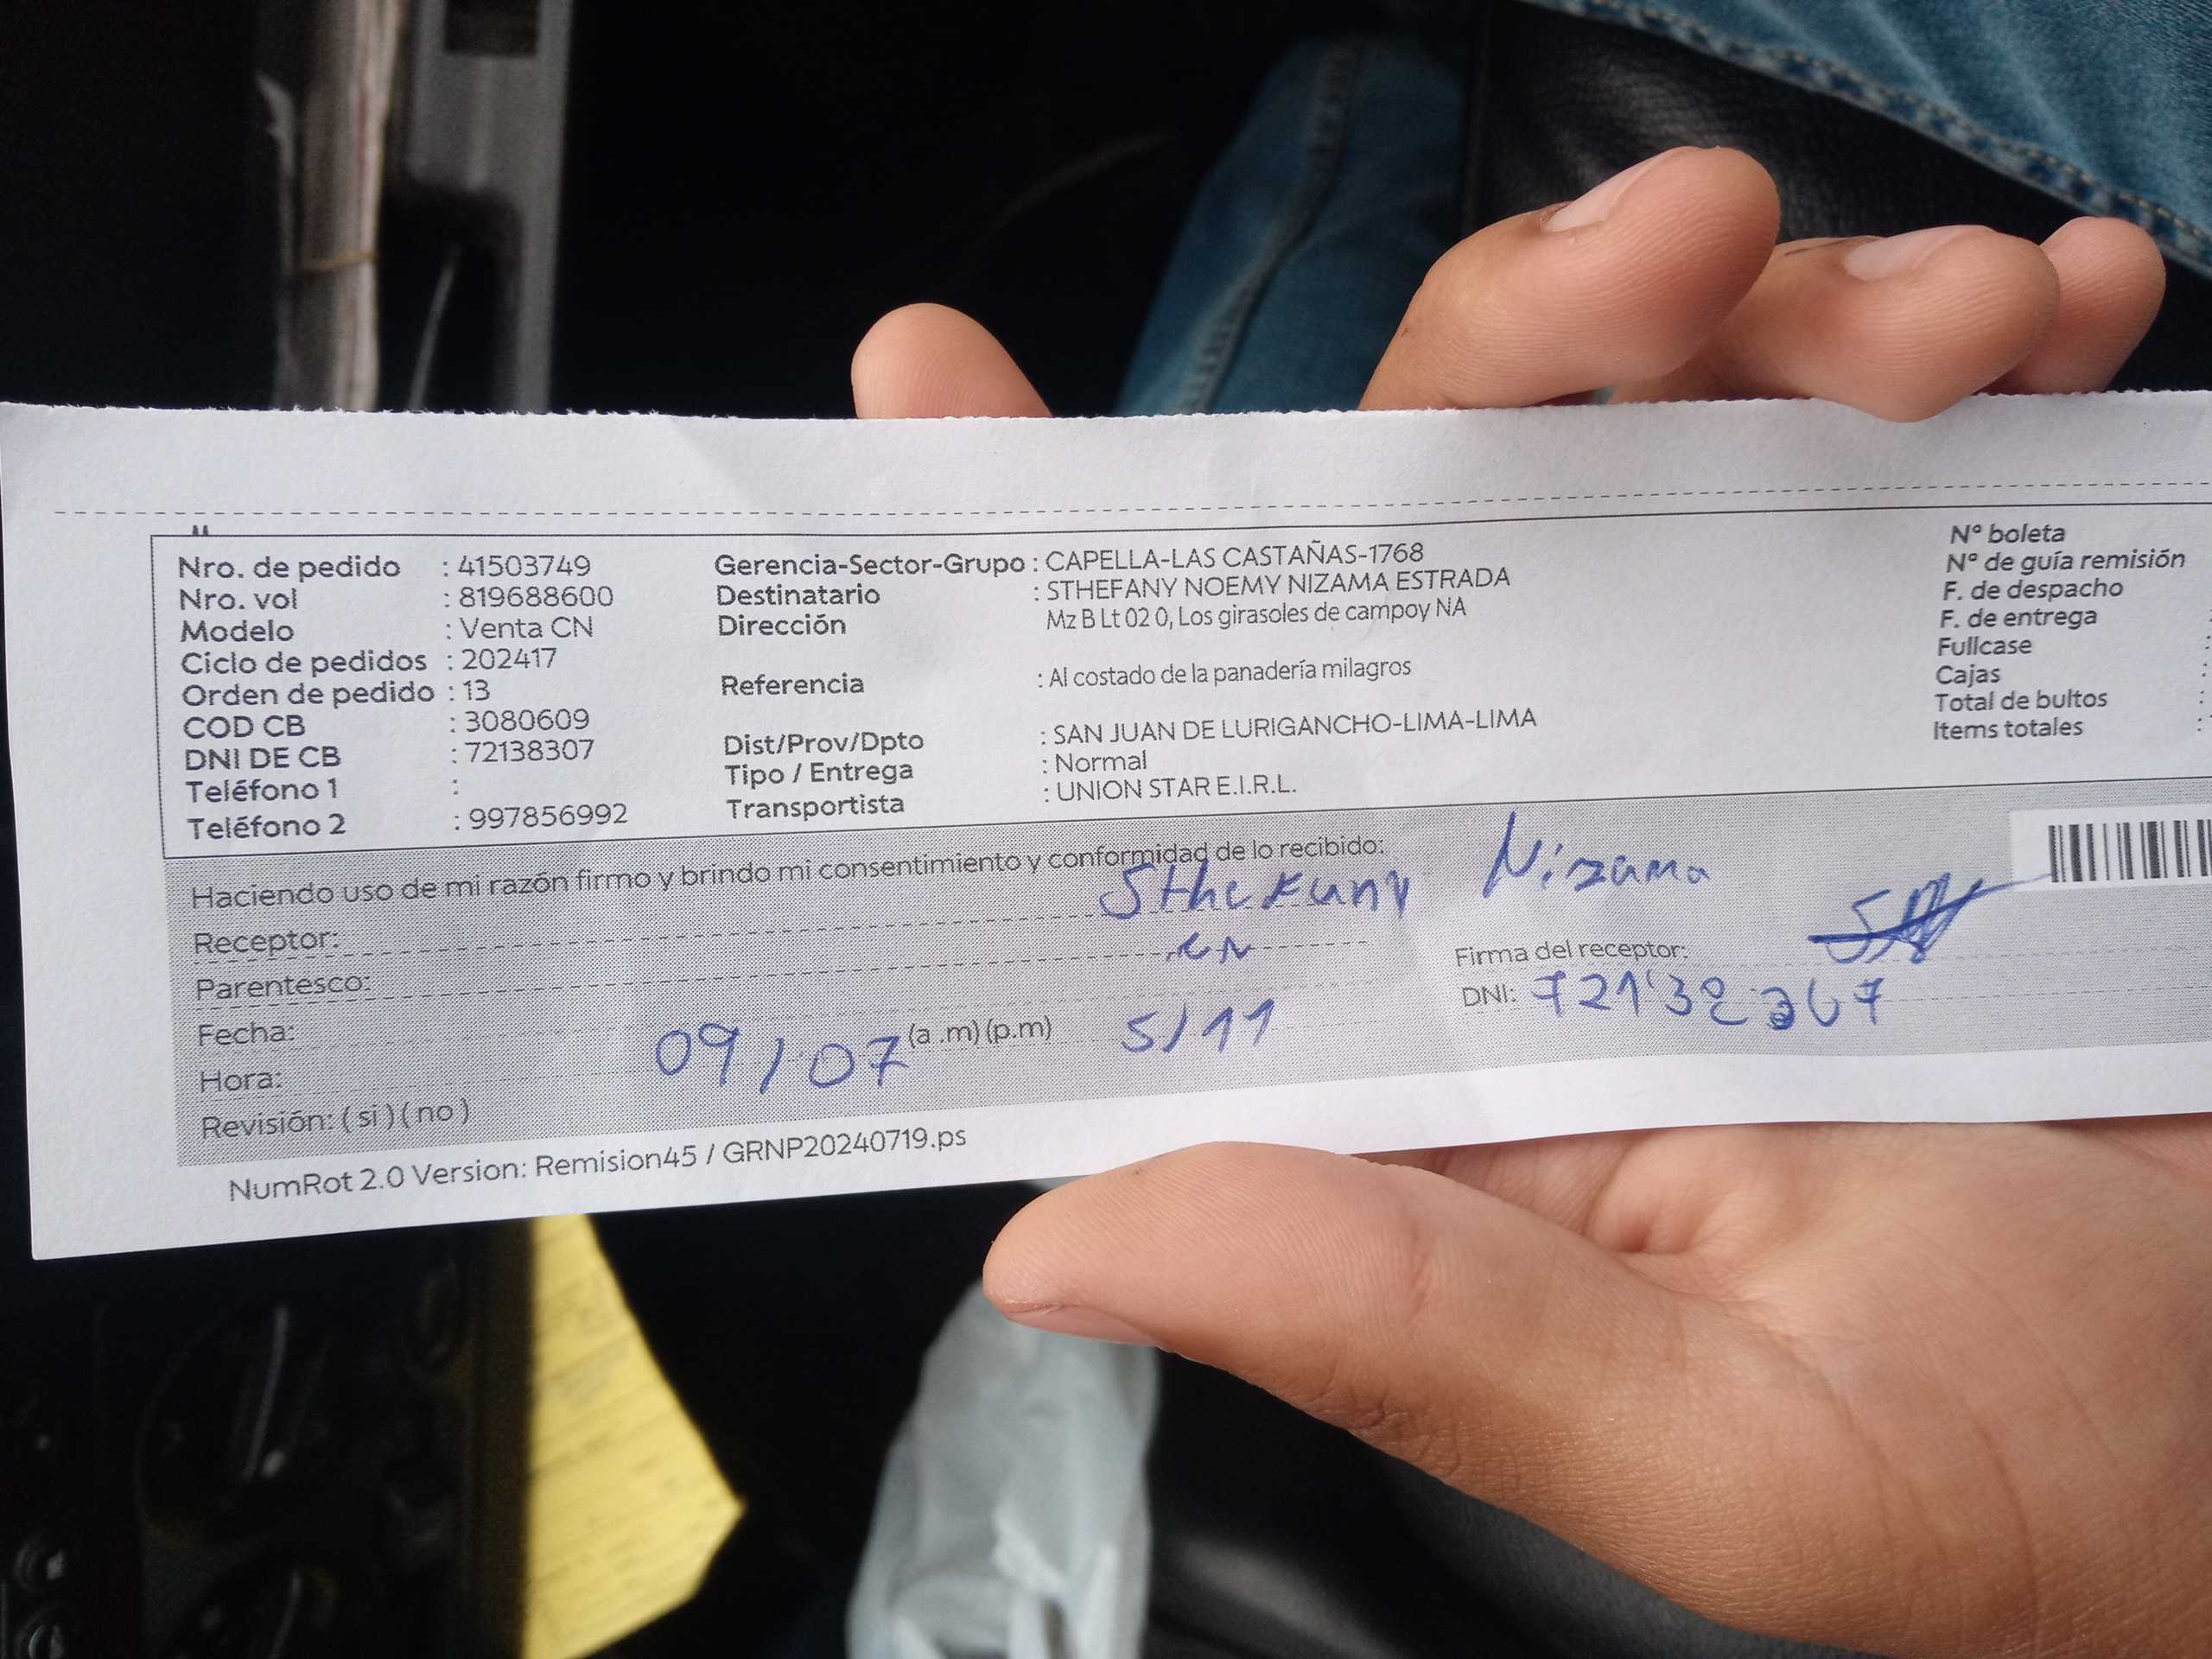 Nro. de pedido : 41503749
Nro. vol : 819688600
Modelo : Venta CN
Ciclo de pedidos : 202417
Orden de pedido : 13
COD CB : 3080609
DNI DE CB : 72138307
Teléfono 1 :
Teléfono 2 : 997856992
Gerencia-Sector-Grupo : CAPELLA-LAS CASTAÑAS-1768
Destinatario : STHEFANY NOEMY NIZAMA ESTRADA
Dirección Mz B Lt 02 0, Los girasoles de campoy NA
Referencia : Al costado de la panadería milagros
Dist/Prov/Dpto : SAN JUAN DE LURIGANCHO-LIMA-LIMA
Tipo / Entrega : Normal
Transportista : UNION STAR E.I.R.L.
N° boleta
N° de guía remisión
F. de despacho
F. de entrega :
Fullcase :
Cajas :
Total de bultos :
Items totales :
Haciendo uso de mi razón firmo y brindo mi consentimiento y conformidad de lo recibido:
Receptor: Sthefany Nizama
Parentesco:
Fecha:
Hora: 09/07 (a .m) (p.m) 5/11
Revisión: ( si ) ( no )
Firma del receptor:
DNI:
NumRot 2.0 Version: Remision45 / GRNP20240719.ps